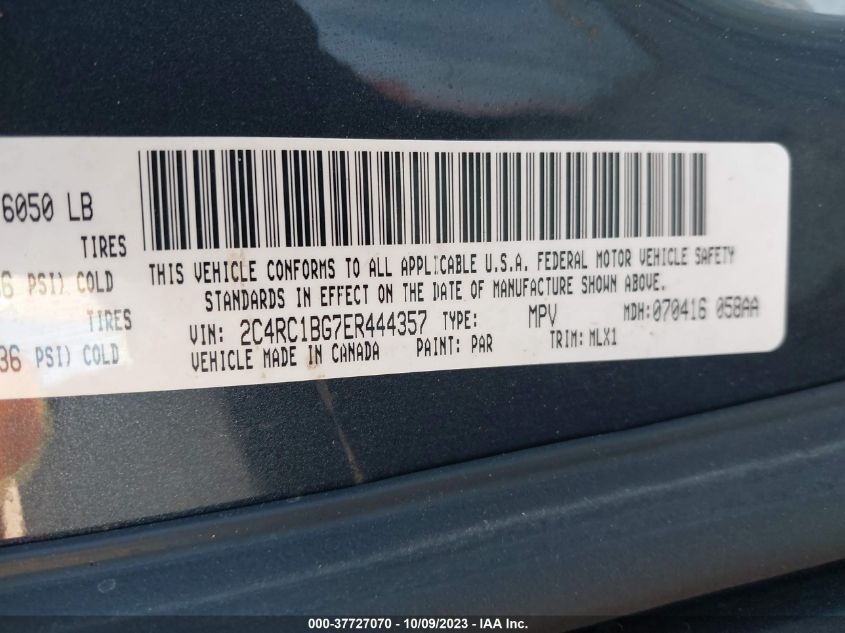 6050 LB
TIRES
6 PSI) COLD
TIRES
36 PSI) COLD
THIS VEHICLE CONFORMS TO ALL APPLICABLE U.S.A. FEDERAL MOTOR VEHICLE SAFETY
STANDARDS IN EFFECT ON THE DATE OF MANUFACTURE SHOWN ABOVE.
VIN: 2C4RC1BG7ER444357 TYPE: MPV MDH:070416 058AA
VEHICLE MADE IN CANADA PAINT: PAR TRIM: MLX1
000-37727070 - 10/09/2023 - IAA Inc.